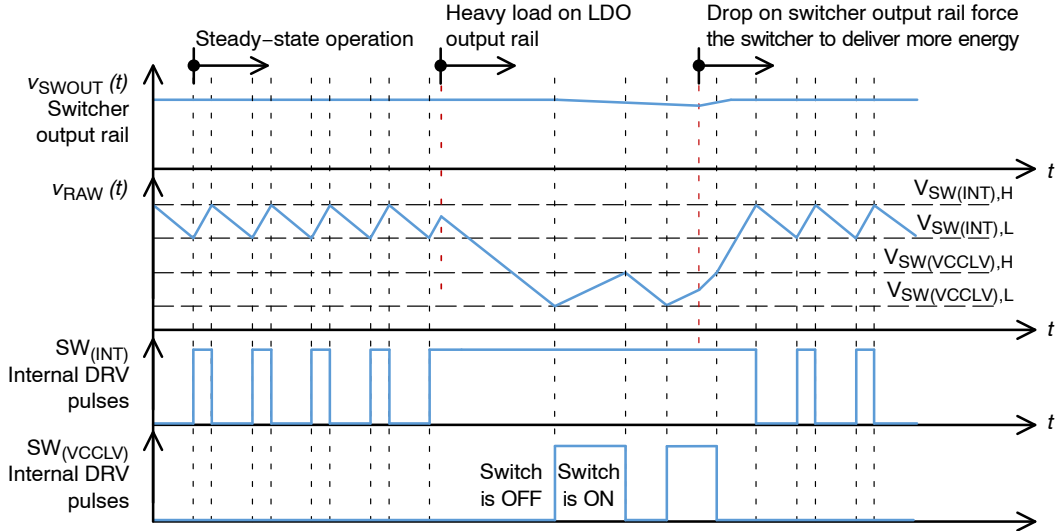 Steady−state operation
Heavy load on LDO
output rail
Drop on switcher output rail force
the switcher to deliver more energy
vSWOUT (t)
Switcher
output rail
t
vRAW (t)
VSW(INT),H
VSW(INT),L
VSW(VCCLV),H
VSW(VCCLV),L
t
SW(INT)
Internal DRV
pulses
t
SW(VCCLV)
Internal DRV
pulses
Switch
is OFF
Switch
is ON